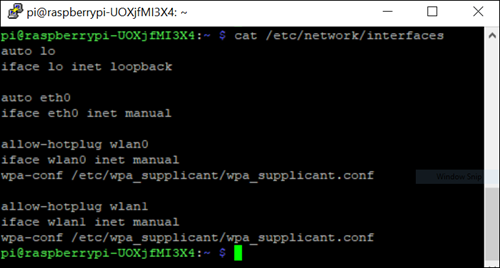 pi@raspberrypi-UOXjfMI3X4: ~
pi@raspberrypi-UOXjfMI3X4:~ $ cat /etc/network/interfaces
auto lo
iface lo inet loopback
auto eth0
iface eth0 inet manual
allow-hotplug wlan0
iface wlan0 inet manual
wpa-conf /etc/wpa_supplicant/wpa_supplicant.conf
Window Snip
allow-hotplug wlan1
iface wlan1 inet manual
wpa-conf /etc/wpa_supplicant/wpa_supplicant.conf
pi@raspberrypi-UOXjfMI3X4:~ $